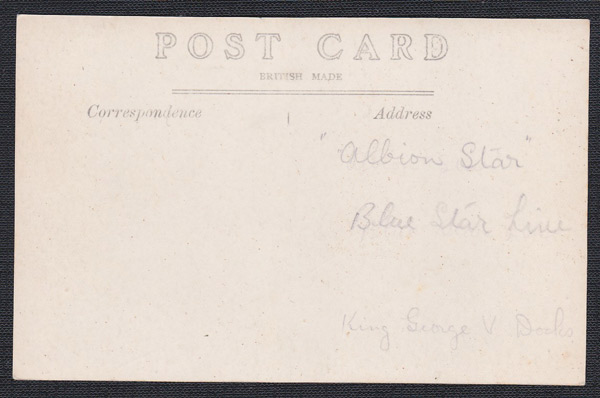 POST CARD
BRITISH MADE
Correspondence
Address
"Albion Star"
Blue Star Line
King George V Docks